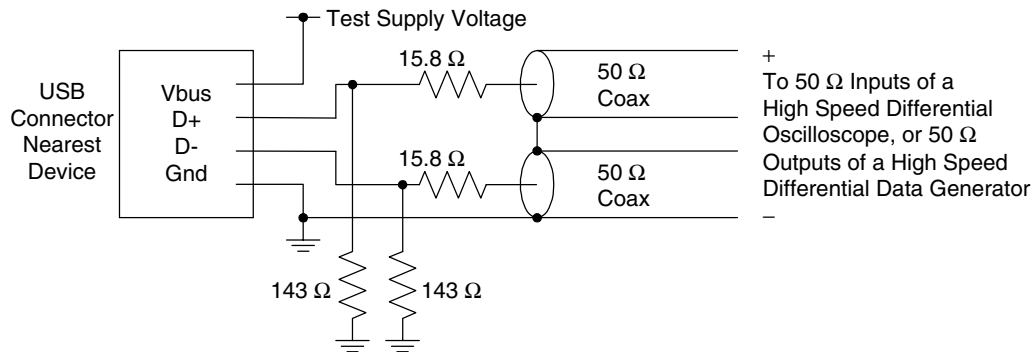 Test Supply Voltage
USB
Connector
Nearest
Device
Vbus
D+
D-
Gnd
15.8 Ω
50 Ω
Coax
15.8 Ω
50 Ω
Coax
+
To 50 Ω Inputs of a
High Speed Differential
Oscilloscope, or 50 Ω
Outputs of a High Speed
Differential Data Generator
−
143 Ω
143 Ω